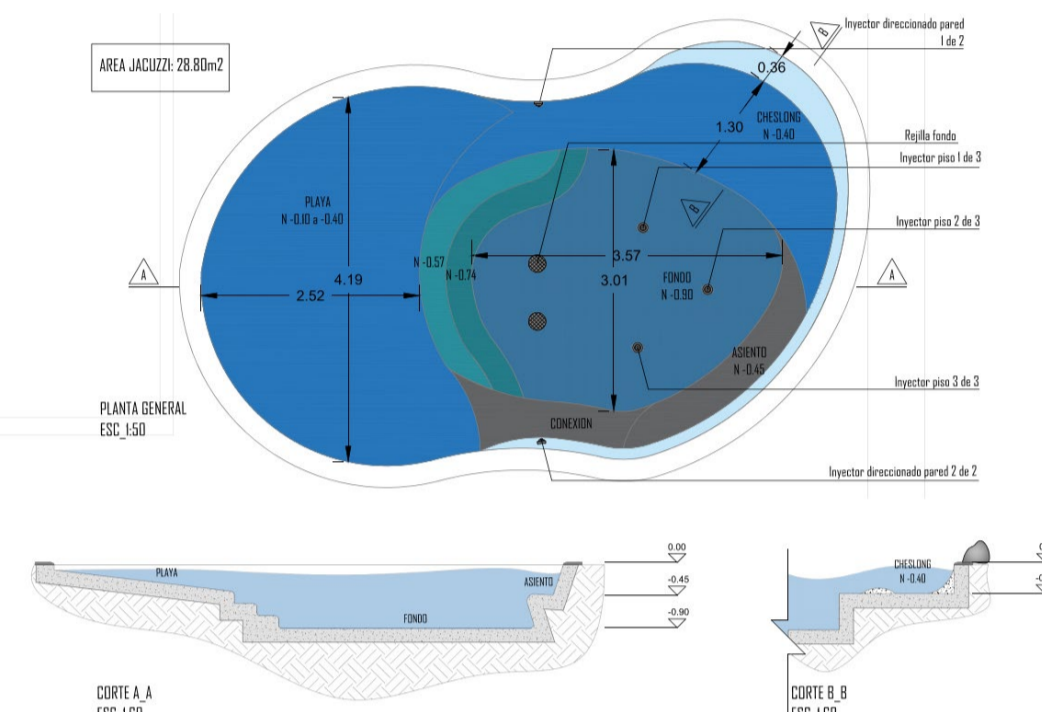 Inyector direccionado pared
1 de 2
B
AREA JACUZZI: 28.80m2
0.36
CHESLONG
N -0.40
1.30
Rejilla fondo
Inyector piso 1 de 3
PLAYA
N -0.10 a -0.40
B
Inyector piso 2 de 3
N -0.57
N -0.74
3.57
A
A
4.19
3.01
FONDO
N -0.90
2.52
ASIENTO
N -0.45
Inyector piso 3 de 3
PLANTA GENERAL
ESC_1:50
CONEXION
Inyector direccionado pared 2 de 2
0.00
PLAYA
ASIENTO
-0.45
FONDO
-0.90
CHESLONG
N -0.40
CORTE A_A
CORTE B_B